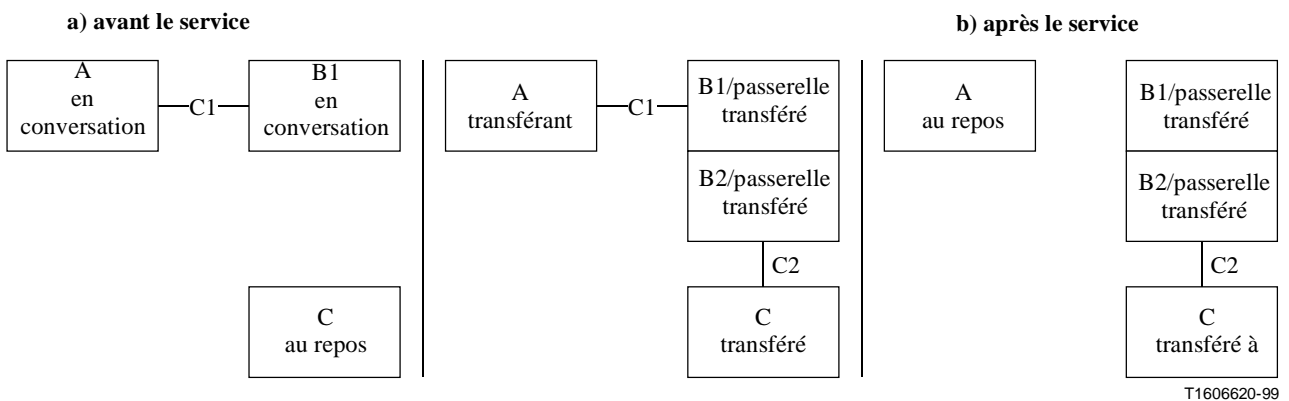 a) avant le service
b) après le service
A
en
conversation
C1
B1
en
conversation
C
au repos
A
transférant
C1
B1/passerelle
transféré
B2/passerelle
transféré
C2
C
transféré
A
au repos
B1/passerelle
transféré
B2/passerelle
transféré
C2
C
transféré à
T1606620-99